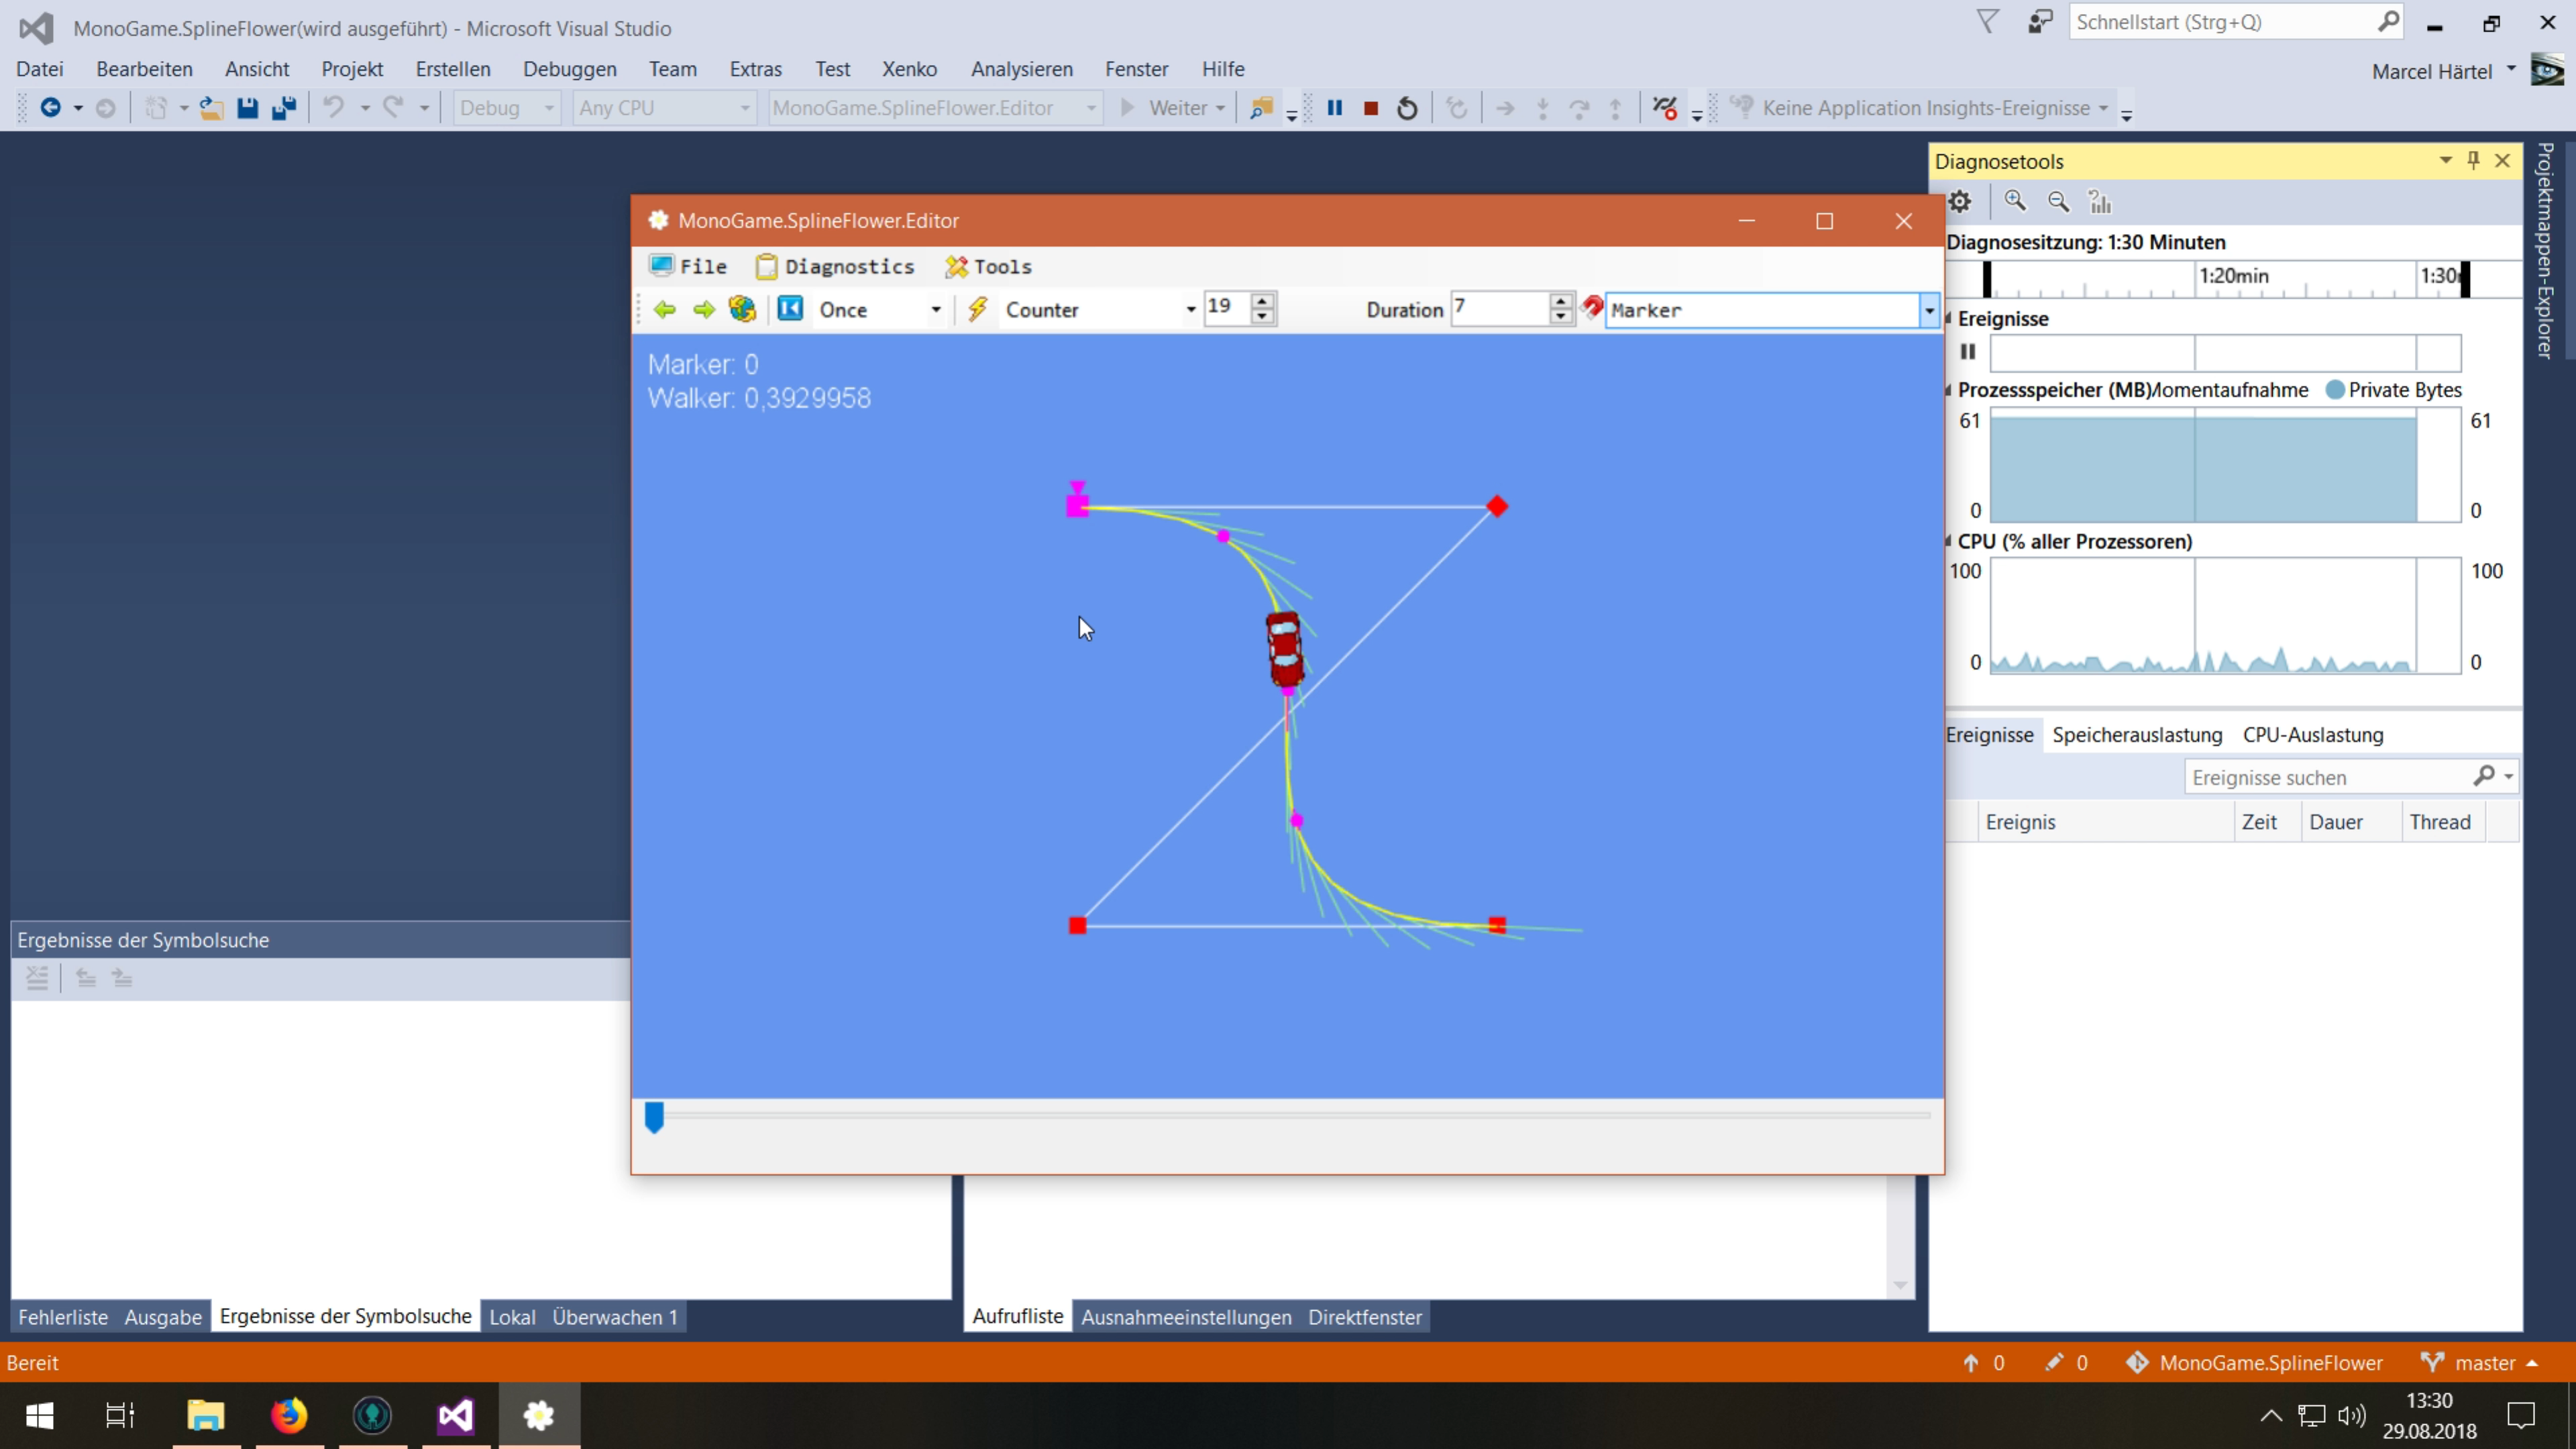 MonoGame.SplineFlower(wird ausgeführt) - Microsoft Visual Studio
Schnellstart (Strg+Q)
Datei Bearbeiten Ansicht Projekt Erstellen Debuggen Team Extras Test Xenko Analysieren Fenster Hilfe
Marcel Härtel
Debug Any CPU MonoGame.SplineFlower.Editor Weiter Keine Application Insights-Ereignisse
Diagnosetools
Projektmappen-Explorer
MonoGame.SplineFlower.Editor
File Diagnostics Tools
Once Counter 19 Duration 7 Marker
Marker: 0
Walker: 0,3929958
Diagnosesitzung: 1:30 Minuten
1:20min 1:30
Ereignisse
Prozessspeicher (MB) Momentaufnahme Private Bytes
61 61
0 0
CPU (% aller Prozessoren)
100 100
0 0
Ereignisse Speicherauslastung CPU-Auslastung
Ereignisse suchen
Ereignis Zeit Dauer Thread
Ergebnisse der Symbolsuche
Fehlerliste Ausgabe Ergebnisse der Symbolsuche Lokal Überwachen 1
Aufrufliste Ausnahmeeinstellungen Direktfenster
Bereit
0 0 MonoGame.SplineFlower master
13:30
29.08.2018